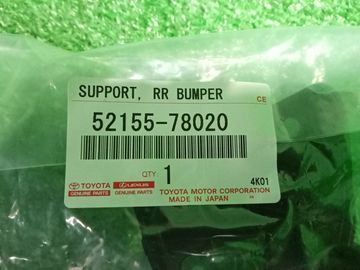 SUPPORT, RR BUMPER
CE
52155-78020
QTY. 1
4K01
TOYOTA GENUINE PARTS
LEXUS GENUINE PARTS
TOYOTA MOTOR CORPORATION
MADE IN JAPAN